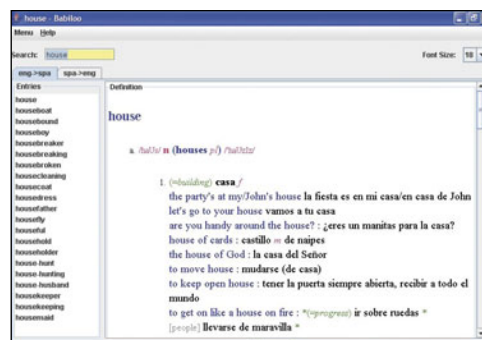 house - Babiloo
Menu Help
Search: house
Font Size: 18
eng->spa spa->eng
Entries
house
houseboat
housebound
houseboy
housebreaker
housebreaking
housebroken
housecleaning
housecoat
housedress
housefather
housefly
houseful
household
householder
house-hunt
house-hunting
house-husband
housekeeper
housekeeping
housemaid
Definition
house
a. n (houses pl)
1. (=building) casa f
the party's at my/John's house la fiesta es en mi casa/en casa de John
let's go to your house vamos a tu casa
are you handy around the house? : ¿eres un manitas para la casa?
house of cards : castillo m de naipes
the house of God : la casa del Señor
to move house : mudarse (de casa)
to keep open house : tener la puerta siempre abierta, recibir a todo el
mundo
to get on like a house on fire : *(=progress) ir sobre ruedas *
[people] llevarse de maravilla *